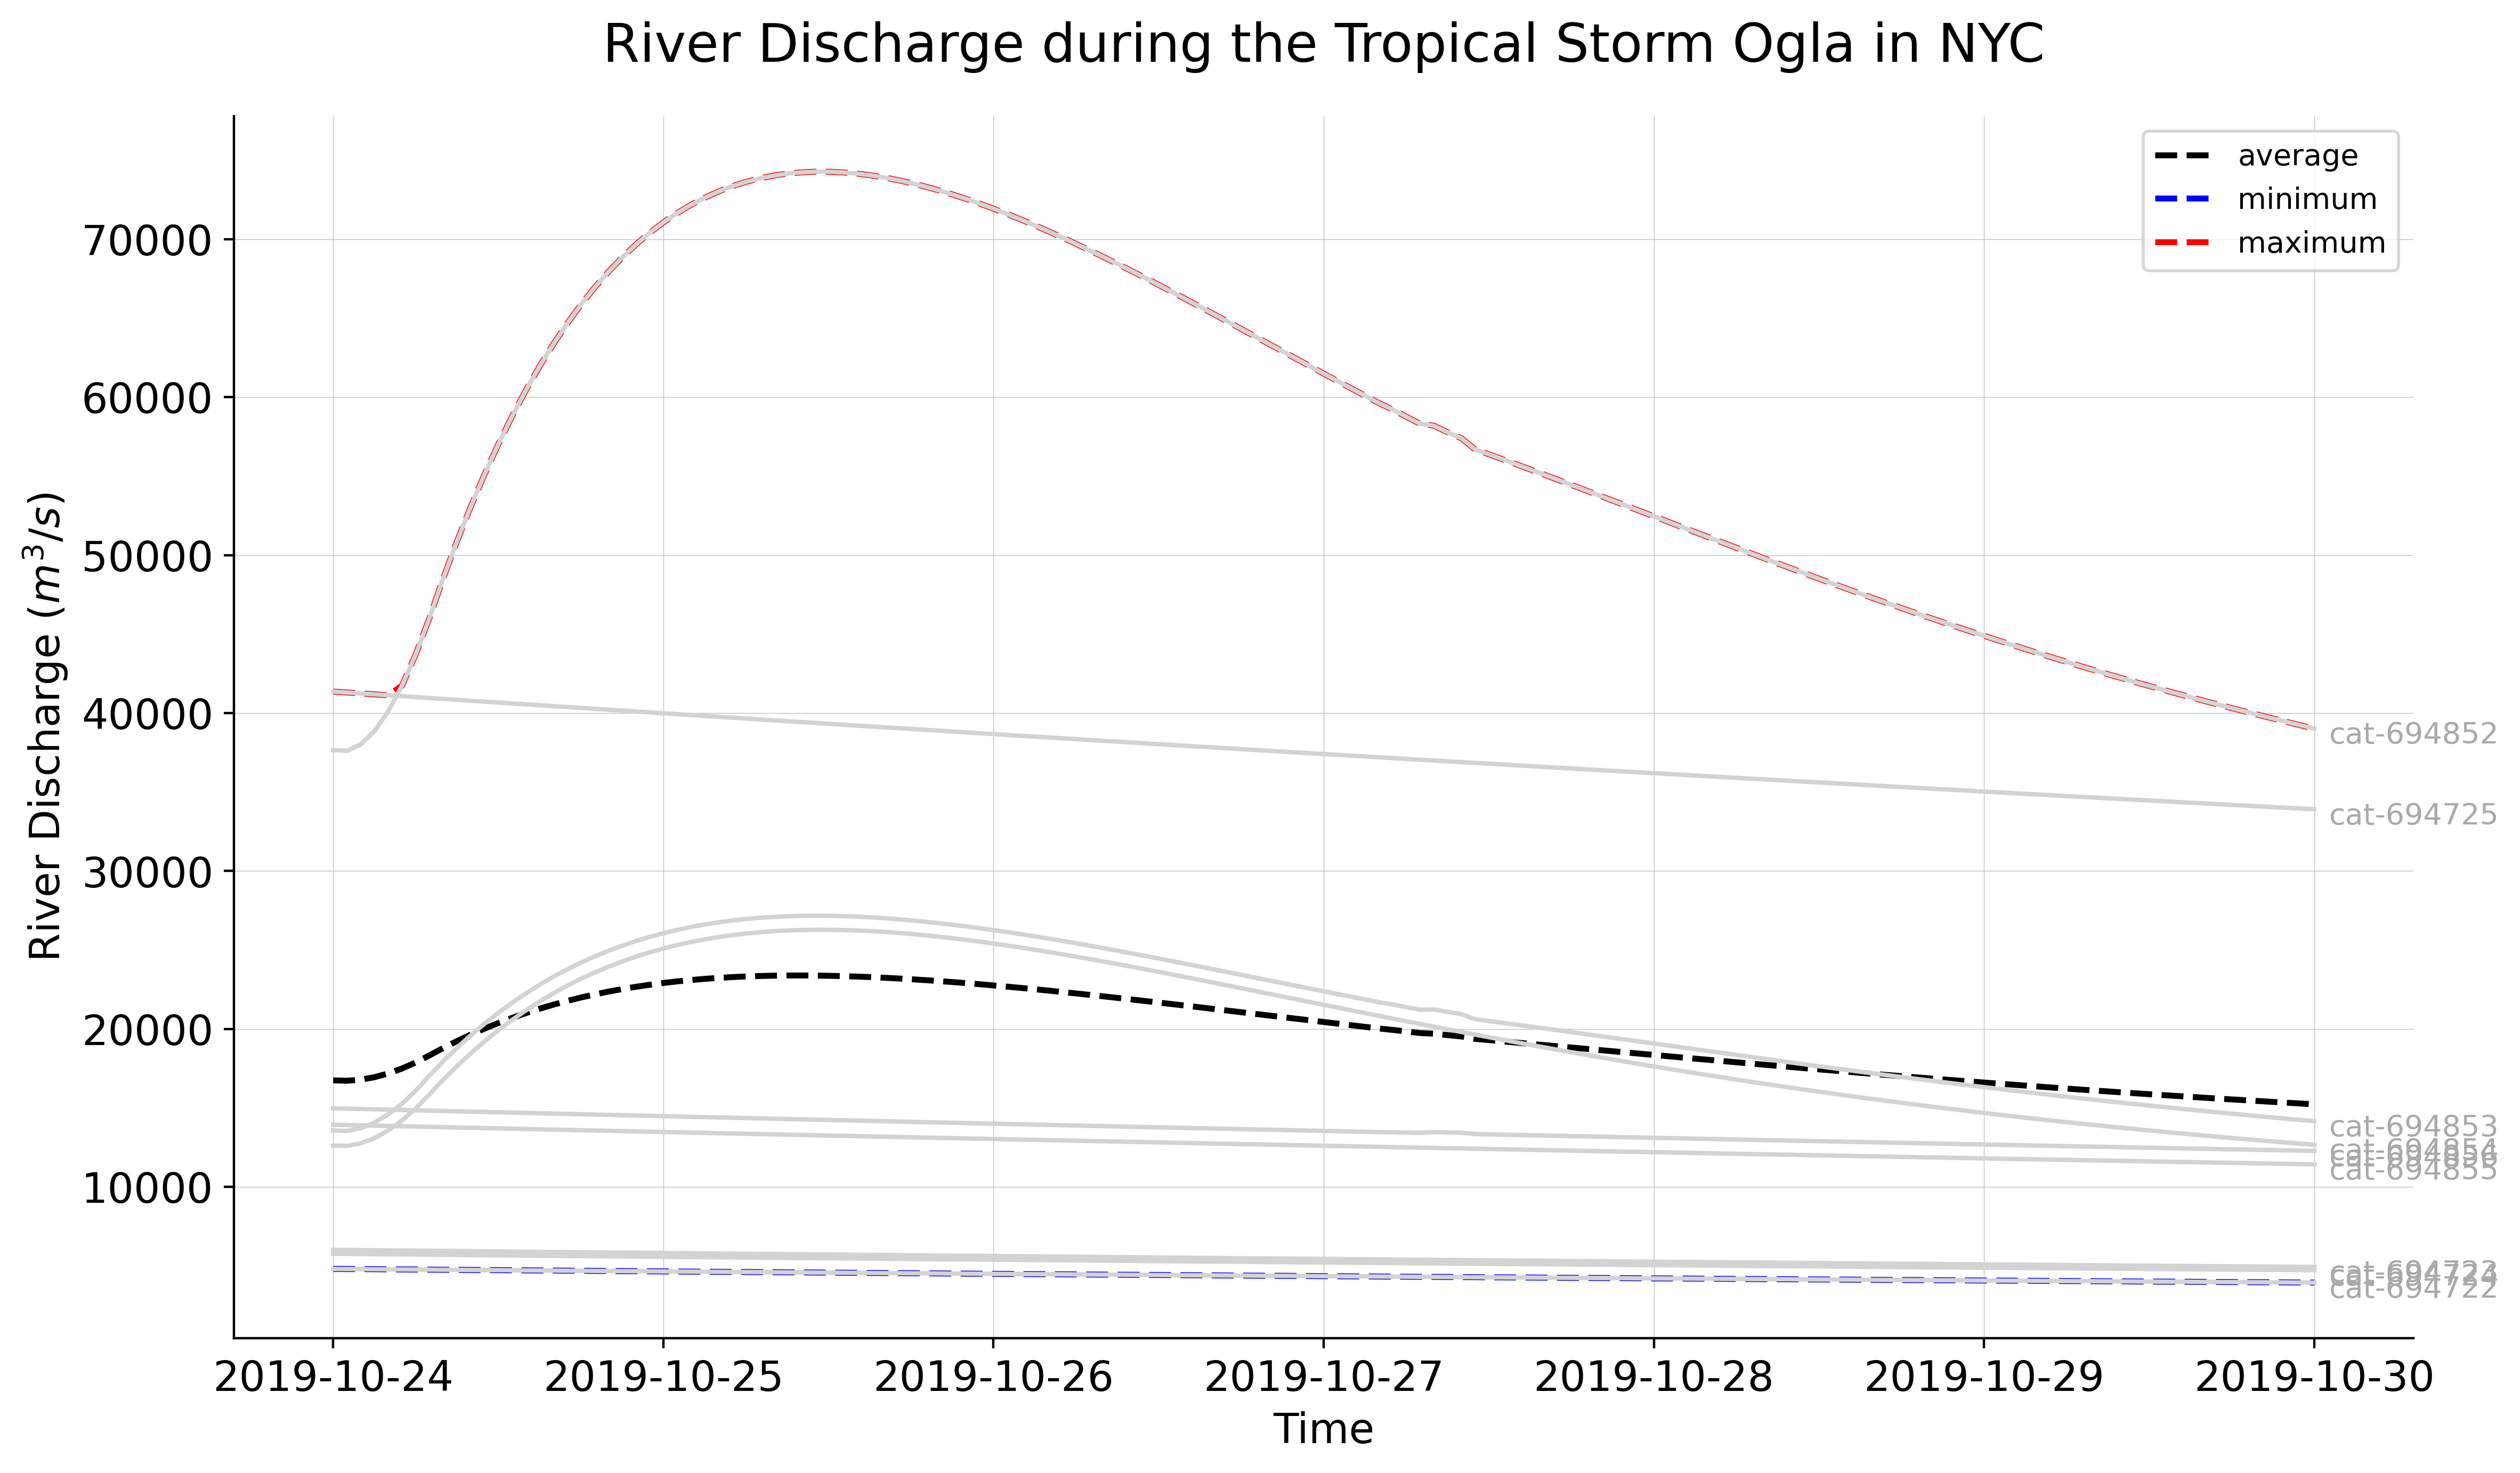 River Discharge during the Tropical Storm Ogla in NYC
average
minimum
maximum
River Discharge (m³/s)
70000
60000
50000
40000
30000
20000
10000
cat-694852
cat-694725
cat-694853
cat-694855
cat-694722
2019-10-24
2019-10-25
2019-10-26
2019-10-27
2019-10-28
2019-10-29
2019-10-30
Time